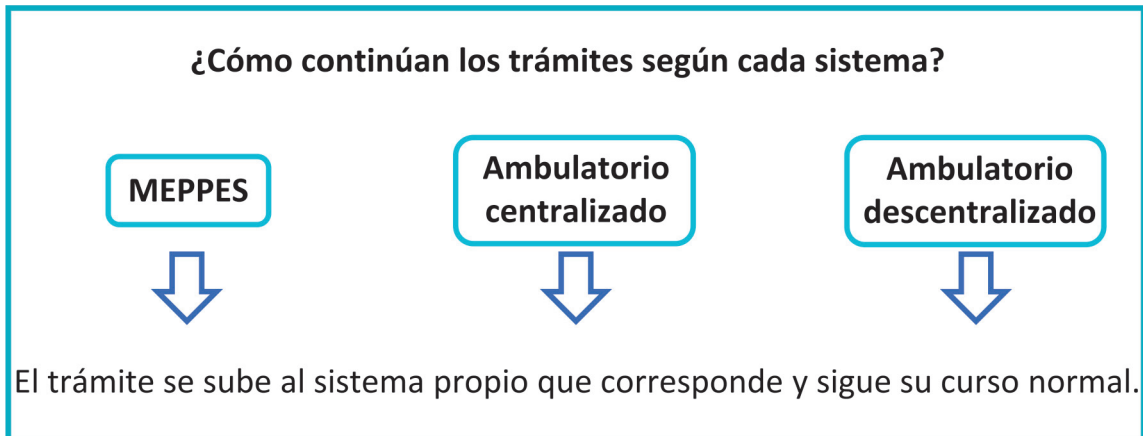 ¿Cómo continúan los trámites según cada sistema?
MEPPES
Ambulatorio
centralizado
Ambulatorio
descentralizado
El trámite se sube al sistema propio que corresponde y sigue su curso normal.